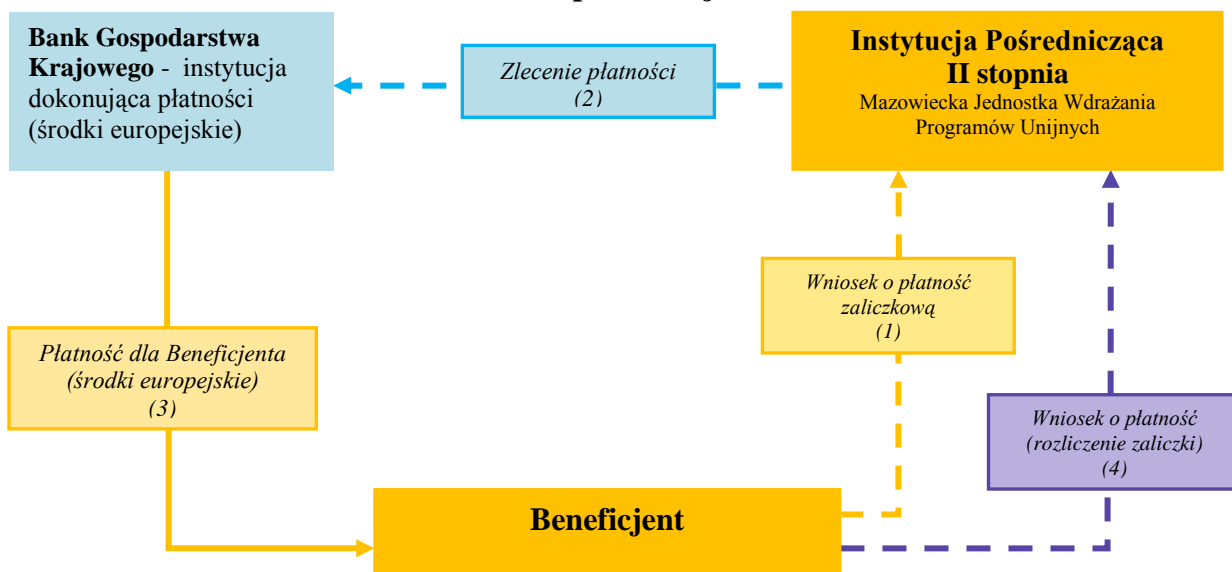 Bank Gospodarstwa
Krajowego - instytucja
dokonująca płatności
(środki europejskie)
Zlecenie płatności
(2)
Instytucja Pośrednicząca
II stopnia
Mazowiecka Jednostka Wdrażania
Programów Unijnych
Wniosek o płatność
zaliczkową
(1)
Płatność dla Beneficjenta
(środki europejskie)
(3)
Wniosek o płatność
(rozliczenie zaliczki)
(4)
Beneficjent